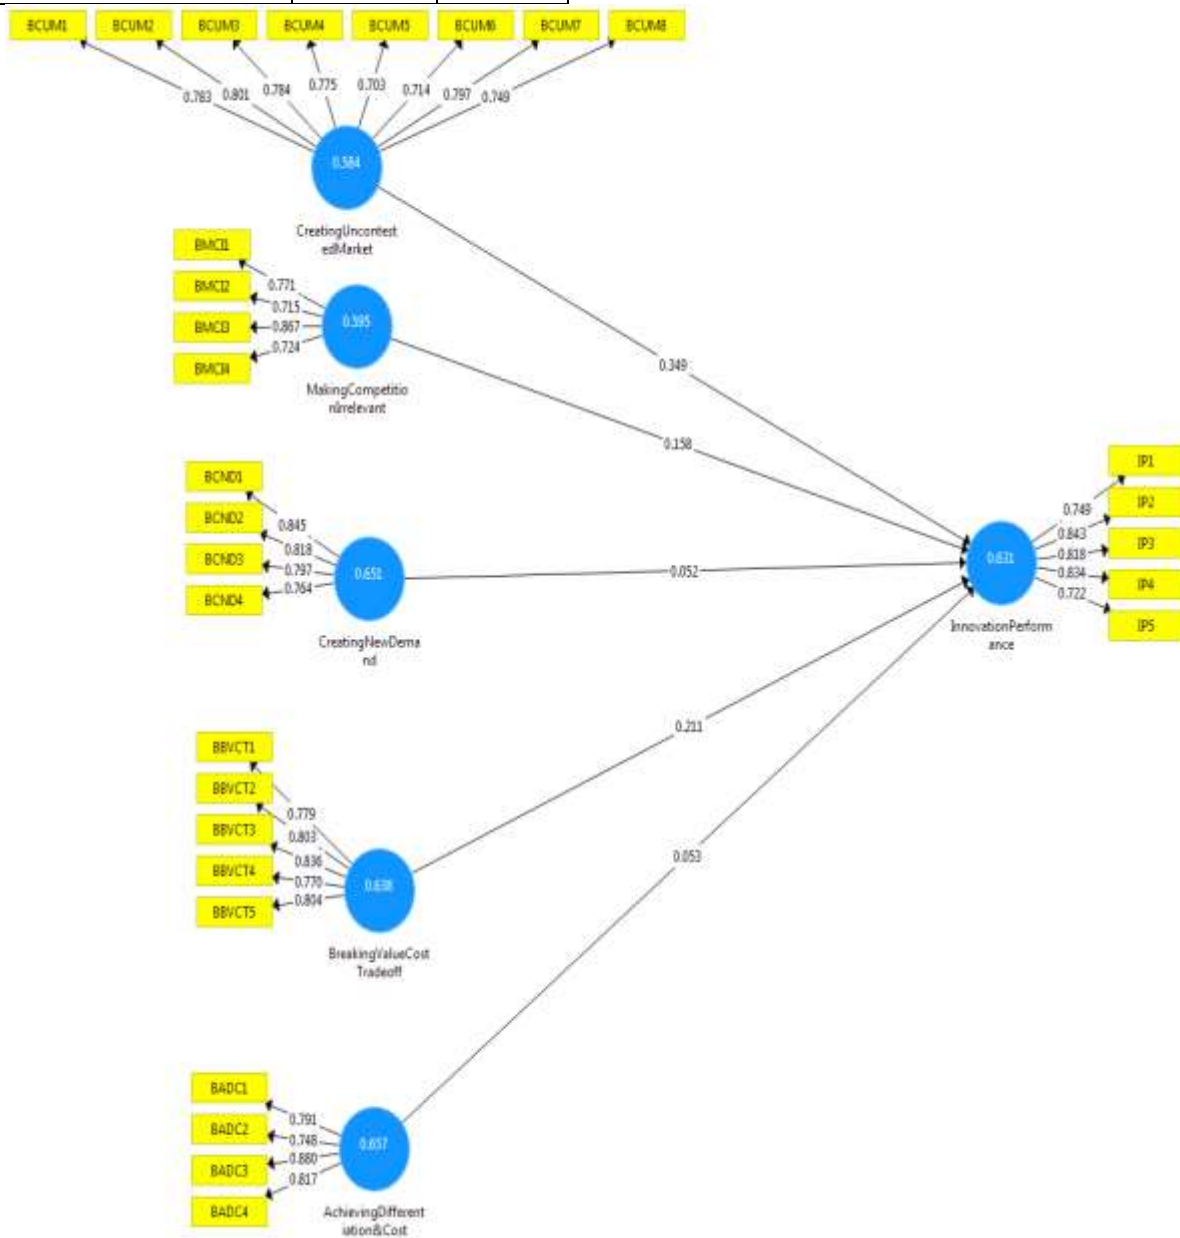 BCUM1 BCUM2 BCUM3 BCUM4 BCUM5 BCUM6 BCUM7 BCUM8
0.783 0.801 0.784 0.775 0.703 0.714 0.797 0.749
0.584
CreatingUncontest
edMarket
BMCI1
BMCI2
BMCI3
BMCI4
0.771
0.715
0.867
0.724
0.595
MakingCompetitio
nIrrelevant
0.349
0.158
BCND1
BCND2
BCND3
BCND4
0.845
0.818
0.797
0.764
0.651
CreatingNewDema
nd
0.052
IP1
IP2
IP3
IP4
IP5
0.749
0.843
0.818
0.834
0.722
0.631
InnovationPerform
ance
BBVCT1
BBVCT2
BBVCT3
BBVCT4
BBVCT5
0.779
0.803
0.836
0.770
0.804
0.638
BreakingValueCost
Tradeoff
0.211
0.053
BADC1
BADC2
BADC3
BADC4
0.791
0.748
0.880
0.817
0.657
AchievingDifferent
iation&Cost